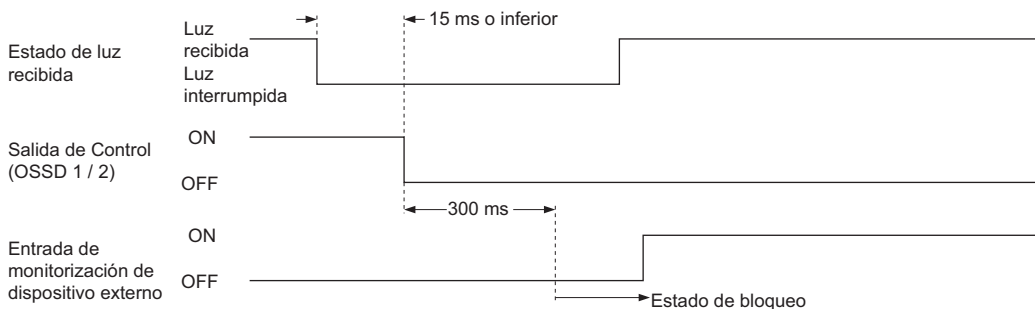 15 ms o inferior
Estado de luz
recibida
Luz
recibida
Luz
interrumpida
Salida de Control
(OSSD 1 / 2)
ON
OFF
300 ms
Entrada de
monitorización de
dispositivo externo
ON
OFF
Estado de bloqueo